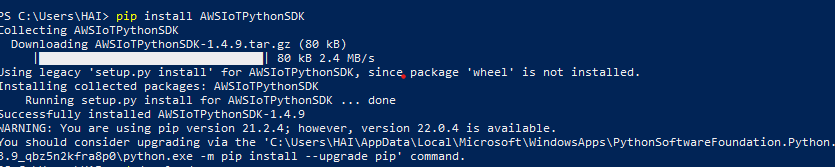 PS C:\Users\HAI> pip install AWSIoTPythonSDK
Collecting AWSIoTPythonSDK
Downloading AWSIoTPythonSDK-1.4.9.tar.gz (80 kB)
| 80 kB 2.4 MB/s
Using legacy 'setup.py install' for AWSIoTPythonSDK, since package 'wheel' is not installed.
Installing collected packages: AWSIoTPythonSDK
Running setup.py install for AWSIoTPythonSDK ... done
Successfully installed AWSIoTPythonSDK-1.4.9
WARNING: You are using pip version 21.2.4; however, version 22.0.4 is available.
You should consider upgrading via the 'C:\Users\HAI\AppData\Local\Microsoft\WindowsApps\PythonSoftwareFoundation.Python.
3.9_qbz5n2kfra8p0\python.exe -m pip install --upgrade pip' command.